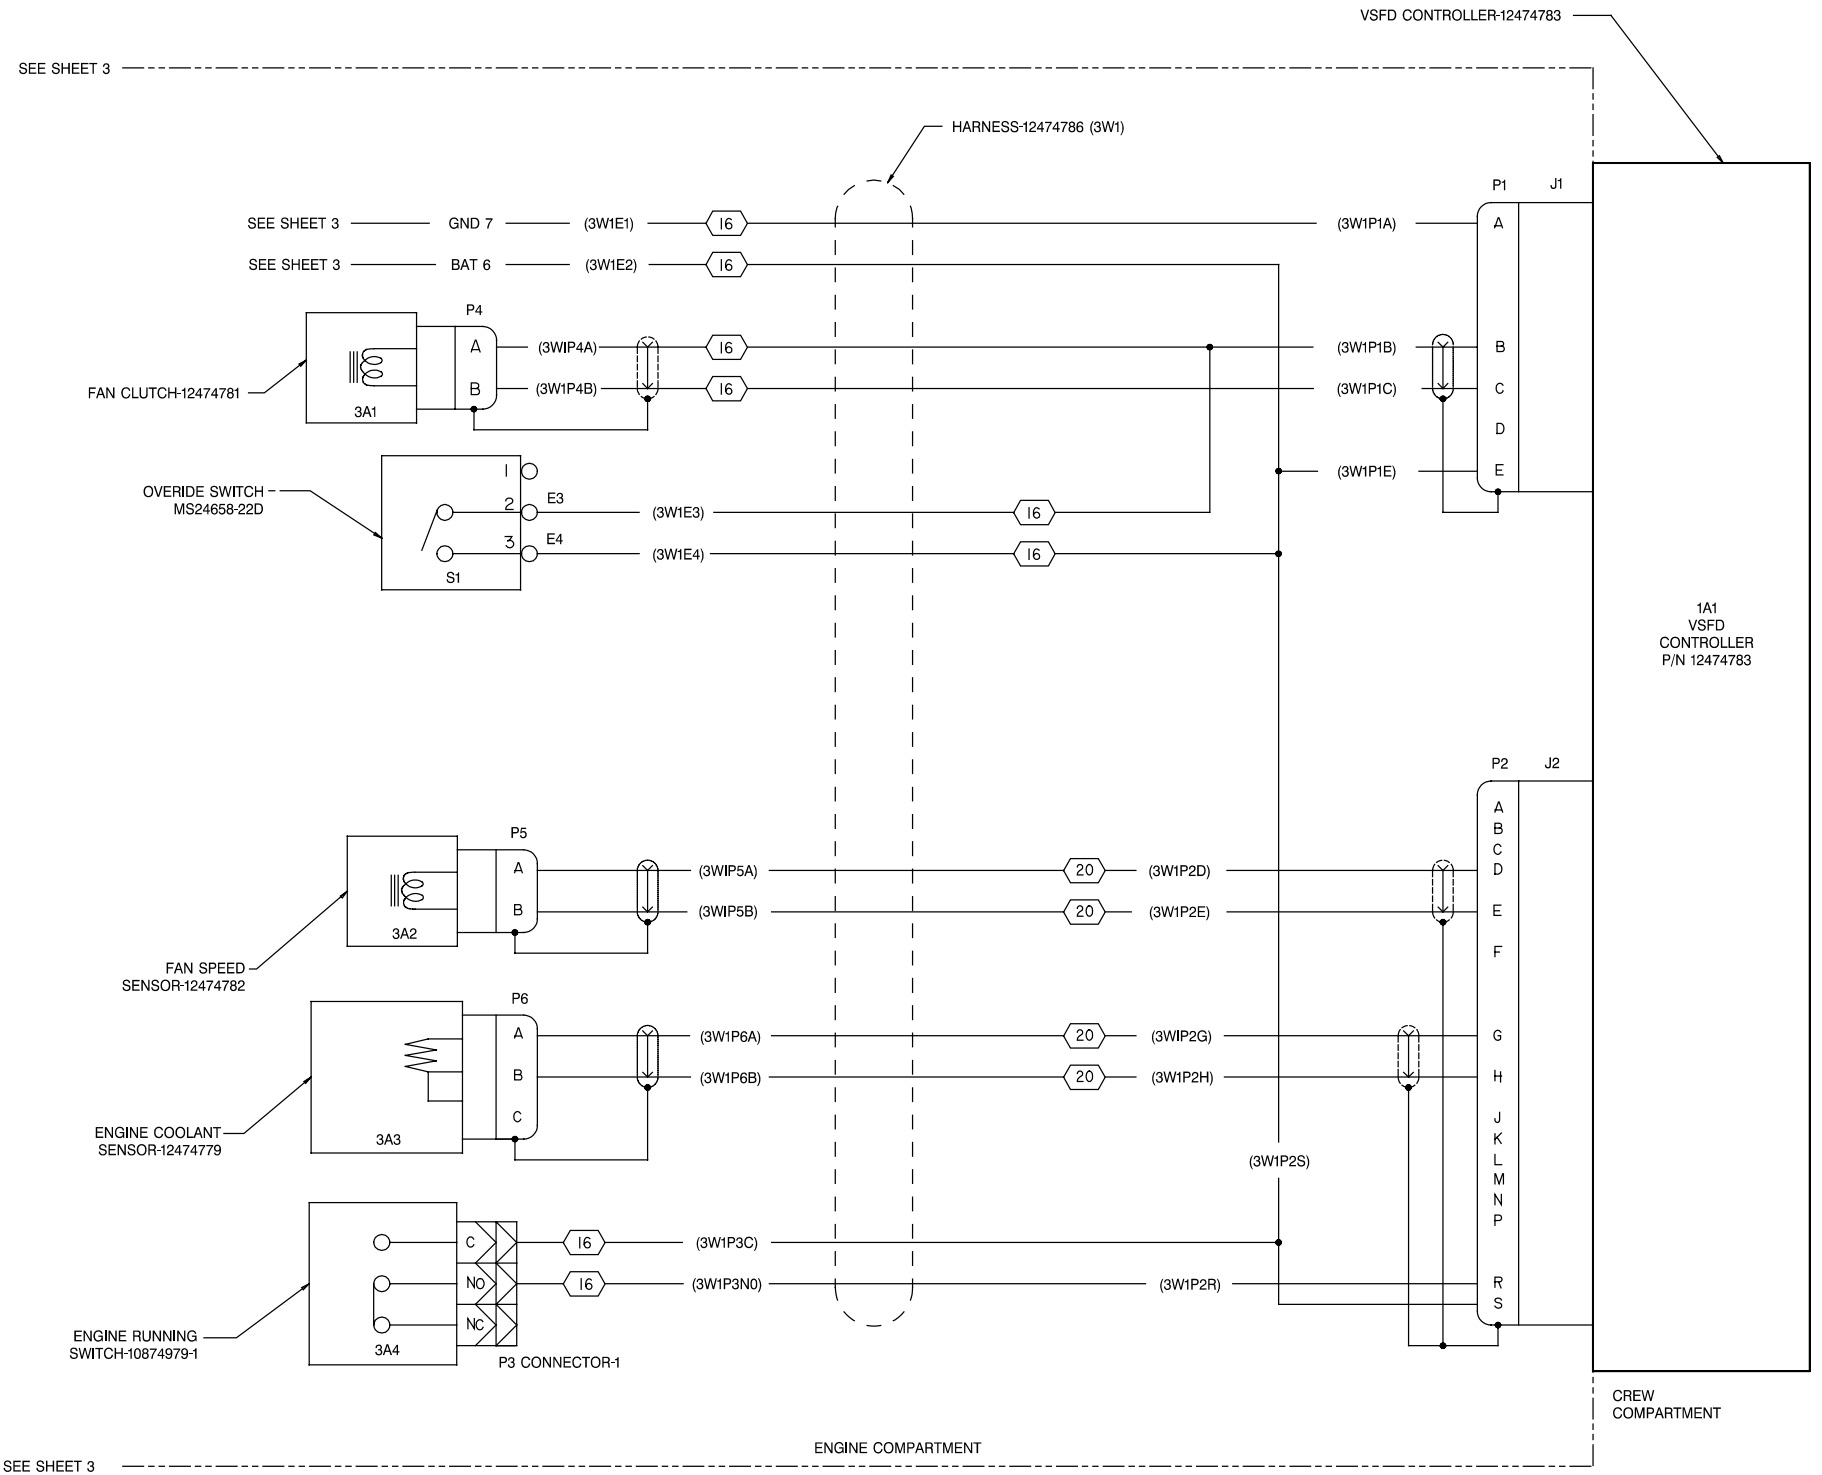 VSFD CONTROLLER-12474783
SEE SHEET 3
HARNESS-12474786 (3W1)
P1 J1
SEE SHEET 3 GND 7 (3W1E1) 16 (3W1P1A) A
SEE SHEET 3 BAT 6 (3W1E2) 16
P4
A (3WIP4A) 16 (3W1P1B) B
B (3W1P4B) 16 (3W1P1C) C
FAN CLUTCH-12474781
3A1
D
1 (3W1P1E) E
OVERIDE SWITCH -
MS24658-22D
2 E3 (3W1E3) 16
3 E4 (3W1E4) 16
S1
1A1
VSFD
CONTROLLER
P/N 12474783
P2 J2
A
B
C
P5
A (3WIP5A) 20 (3W1P2D) D
B (3WIP5B) 20 (3W1P2E) E
3A2
F
FAN SPEED
SENSOR-12474782
P6
A (3W1P6A) 20 (3WIP2G) G
B (3W1P6B) 20 (3W1P2H) H
C J
ENGINE COOLANT
SENSOR-12474779
3A3
K
L
M
N
P
(3W1P2S)
C 16 (3W1P3C)
NO 16 (3W1P3N0) (3W1P2R) R
S
NC
ENGINE RUNNING
SWITCH-10874979-1
3A4
P3 CONNECTOR-1
CREW
COMPARTMENT
ENGINE COMPARTMENT
SEE SHEET 3